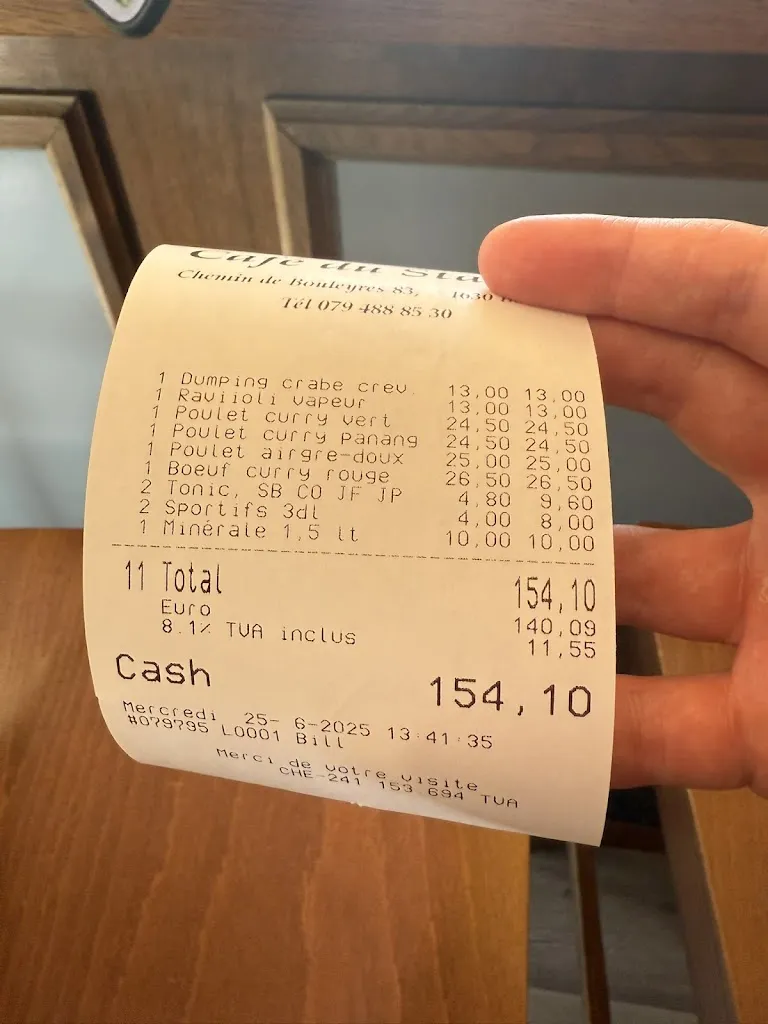 Café du
Chemin de Bouleyres 83, 1630
Tél 079 488 85 30
1 Dumping crabe crev. 13,00 13,00
1 Raviioli vapeur 13,00 13,00
1 Poulet curry vert 24,50 24,50
1 Poulet curry panang 24,50 24,50
1 Poulet airgre-doux 25,00 25,00
1 Boeuf curry rouge 26,50 26,50
2 Tonic, SB CO JF JP 4,80 9,60
2 Sportifs 3dl 4,00 8,00
1 Minérale 1,5 lt 10,00 10,00
11 Total 154,10
Euro 140,09
8.1% TVA inclus 11,55
Cash 154,10
Mercredi 25- 6-2025 13:41:35
#079795 L0001 Bill
Merci de votre visite
CHE-241 153 694 TVA